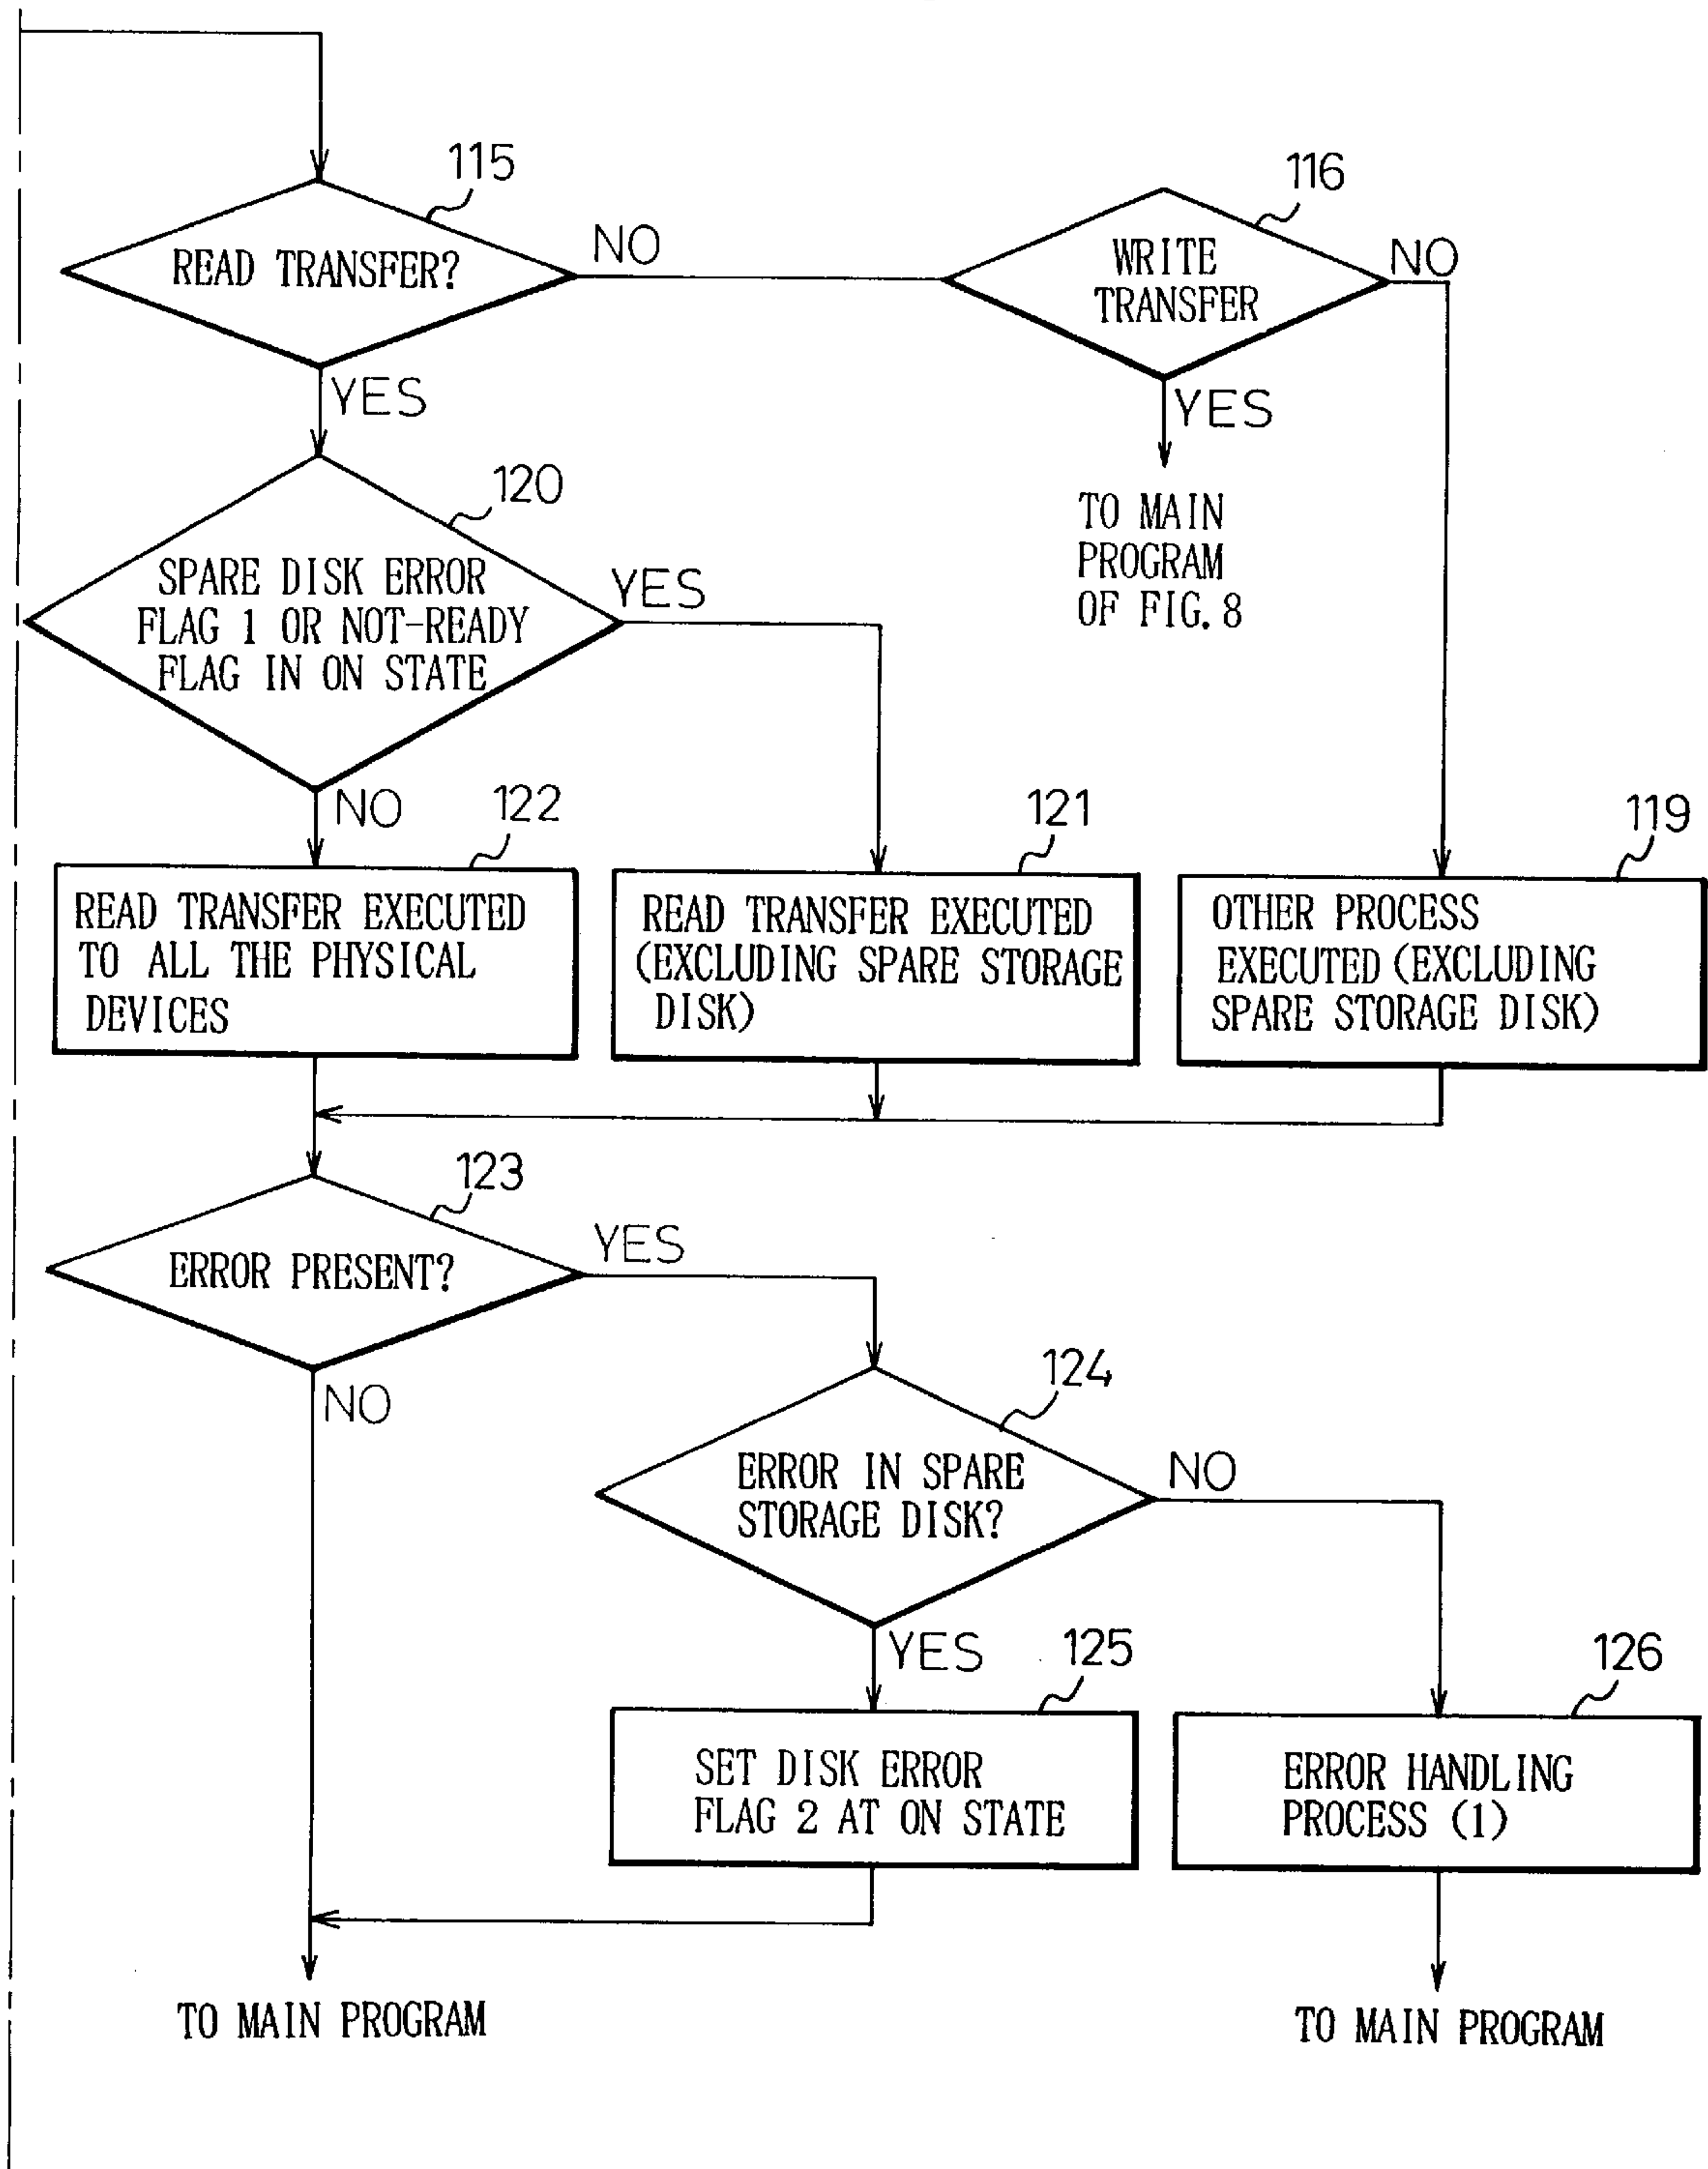 115
READ TRANSFER?
NO
116
WRITE
TRANSFER
NO
YES
YES
TO MAIN
PROGRAM
OF FIG. 8
120
SPARE DISK ERROR
FLAG 1 OR NOT-READY
FLAG IN ON STATE
YES
NO
122
READ TRANSFER EXECUTED
TO ALL THE PHYSICAL
DEVICES
121
READ TRANSFER EXECUTED
(EXCLUDING SPARE STORAGE
DISK)
119
OTHER PROCESS
EXECUTED (EXCLUDING
SPARE STORAGE DISK)
123
ERROR PRESENT?
YES
NO
124
ERROR IN SPARE
STORAGE DISK?
NO
YES
125
SET DISK ERROR
FLAG 2 AT ON STATE
126
ERROR HANDLING
PROCESS (1)
TO MAIN PROGRAM
TO MAIN PROGRAM